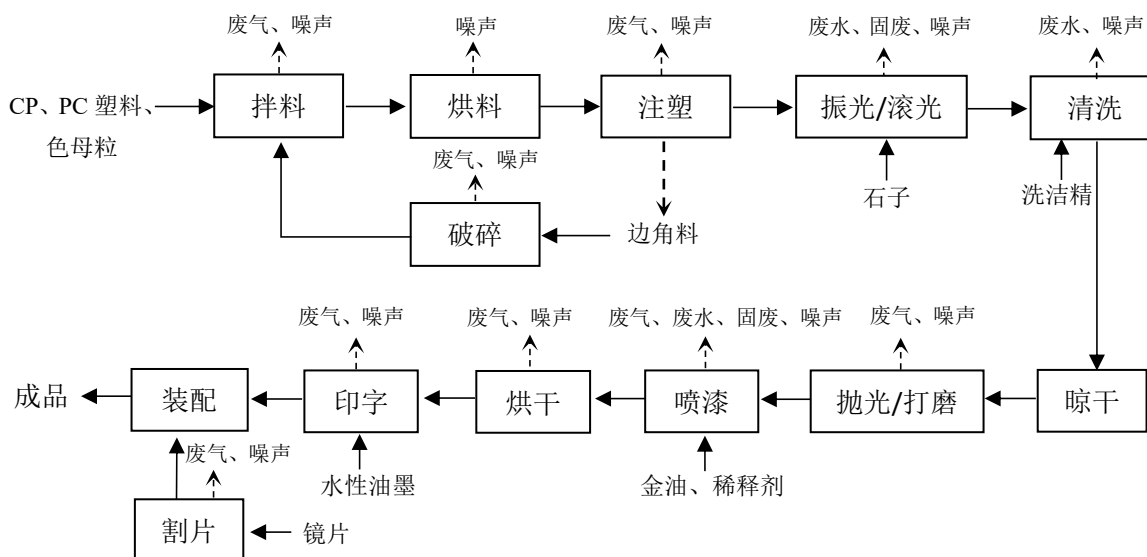 废气、噪声
噪声
废气、噪声
废水、固废、噪声
废水、噪声
CP、PC 塑料、
色母粒
拌料
烘料
注塑
振光/滚光
清洗
废气、噪声
破碎
边角料
石子
洗洁精
废气、噪声
废气、噪声
废气、废水、固废、噪声
废气、噪声
成品
装配
印字
烘干
喷漆
抛光/打磨
晾干
废气、噪声
水性油墨
金油、稀释剂
割片
镜片